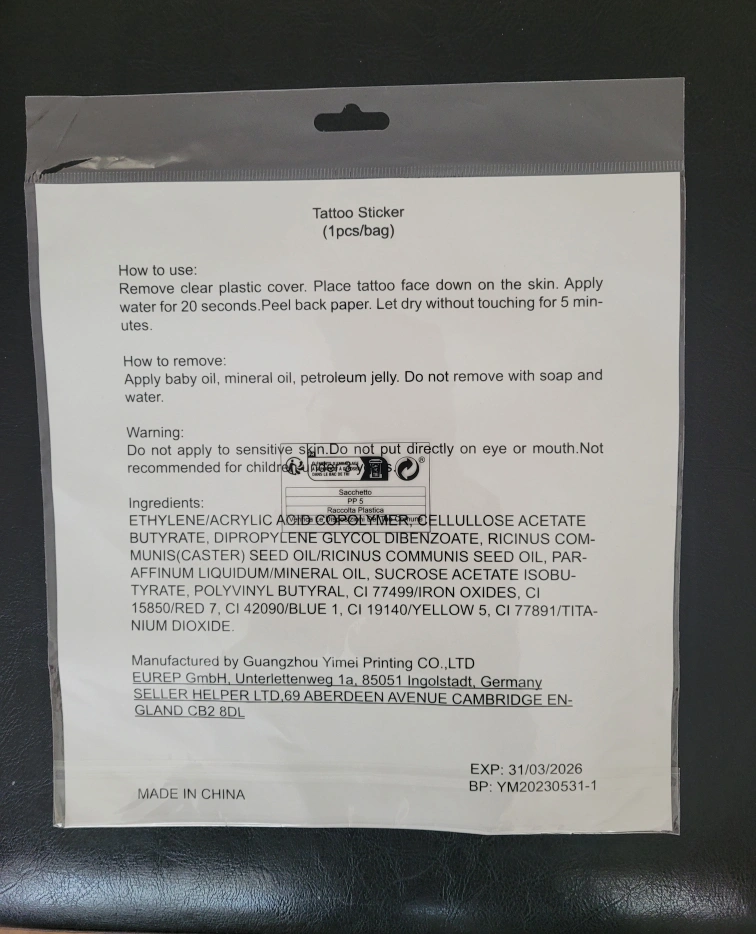 Tattoo Sticker
(1pcs/bag)
How to use:
Remove clear plastic cover. Place tattoo face down on the skin. Apply
water for 20 seconds.Peel back paper. Let dry without touching for 5 min-
utes.
How to remove:
Apply baby oil, mineral oil, petroleum jelly. Do not remove with soap and
water.
Warning:
Do not apply to sensitive skin.Do not put directly on eye or mouth.Not
recommended for children under 3 years.
Sacchetto
PP 5
Raccolta Plastica
Ingredients:
ETHYLENE/ACRYLIC ACID COPOLYMER, CELLULLOSE ACETATE
BUTYRATE, DIPROPYLENE GLYCOL DIBENZOATE, RICINUS COM-
MUNIS(CASTER) SEED OIL/RICINUS COMMUNIS SEED OIL, PAR-
AFFINUM LIQUIDUM/MINERAL OIL, SUCROSE ACETATE ISOBU-
TYRATE, POLYVINYL BUTYRAL, CI 77499/IRON OXIDES, CI
15850/RED 7, CI 42090/BLUE 1, CI 19140/YELLOW 5, CI 77891/TITA-
NIUM DIOXIDE.
Manufactured by Guangzhou Yimei Printing CO.,LTD
EUREP GmbH, Unterlettenweg 1a, 85051 Ingolstadt, Germany
SELLER HELPER LTD,69 ABERDEEN AVENUE CAMBRIDGE EN-
GLAND CB2 8DL
EXP: 31/03/2026
BP: YM20230531-1
MADE IN CHINA